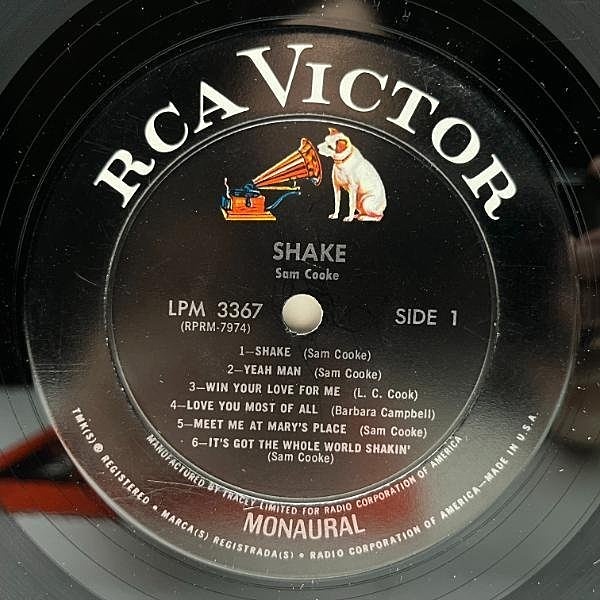 RCA VICTOR
SHAKE
Sam Cooke
LPM 3367
(RPRM-7974)
SIDE 1
1—SHAKE (Sam Cooke)
2—YEAH MAN (Sam Cooke)
3—WIN YOUR LOVE FOR ME (L. C. Cook)
4—LOVE YOU MOST OF ALL (Barbara Campbell)
5—MEET ME AT MARY'S PLACE (Sam Cooke)
6—IT'S GOT THE WHOLE WORLD SHAKIN'
(Sam Cooke)
MANUFACTURED BY TRACEY LIMITED FOR RADIO CORPORATION OF AMERICA
MONAURAL
TMK(S) ® REGISTERED • MARCA(S) REGISTRADA(S) • RADIO CORPORATION OF AMERICA—MADE IN U.S.A.